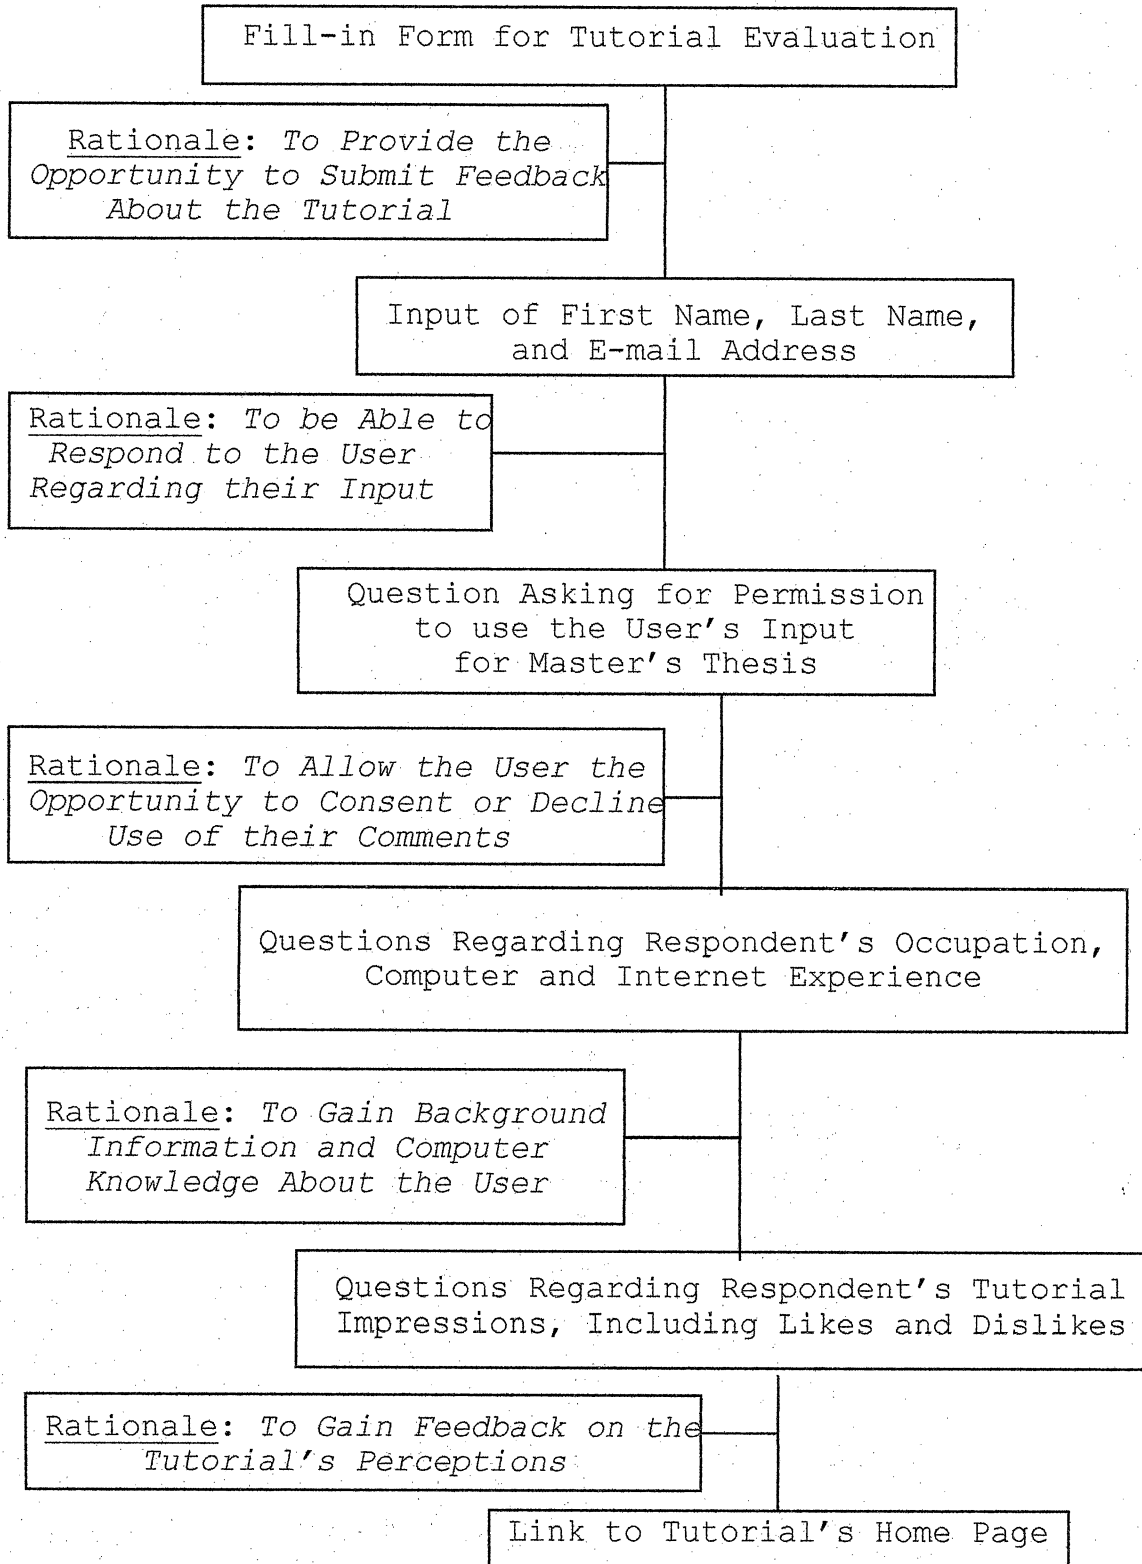 Fill-in Form for Tutorial Evaluation
Rationale: To Provide the
Opportunity to Submit Feedback
About the Tutorial
Input of First Name, Last Name,
and E-mail Address
Rationale: To be Able to
Respond to the User
Regarding their Input
Question Asking for Permission
to use the User's Input
for Master's Thesis
Rationale: To Allow the User the
Opportunity to Consent or Decline
Use of their Comments
Questions Regarding Respondent's Occupation,
Computer and Internet Experience
Rationale: To Gain Background
Information and Computer
Knowledge About the User
Questions Regarding Respondent's Tutorial
Impressions, Including Likes and Dislikes
Rationale: To Gain Feedback on the
Tutorial's Perceptions
Link to Tutorial's Home Page